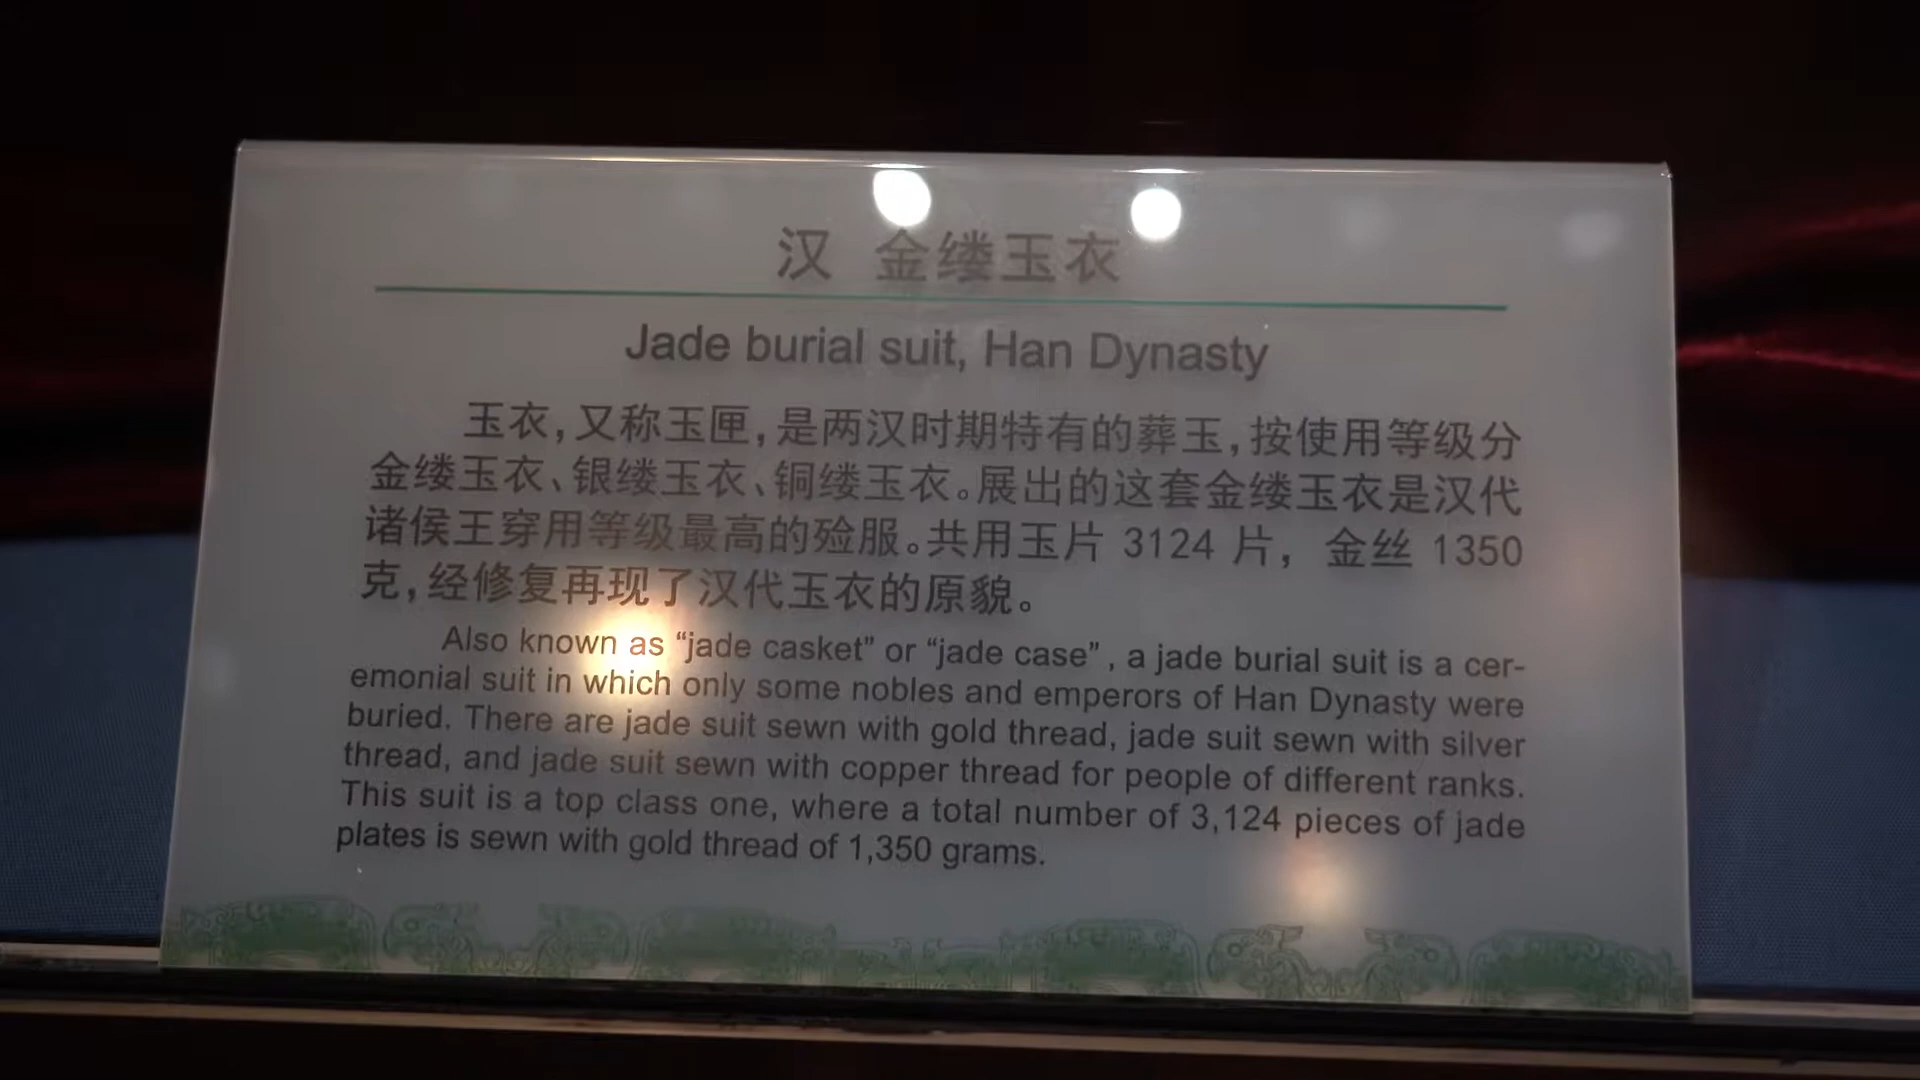 汉 金缕玉衣
Jade burial suit, Han Dynasty
玉衣，又称玉匣，是两汉时期特有的葬玉，按使用等级分
金缕玉衣、银缕玉衣、铜缕玉衣。展出的这套金缕玉衣是汉代
诸侯王穿用等级最高的殓服。共用玉片 3124 片， 金丝 1350
克，经修复再现了汉代玉衣的原貌。
Also known as “jade casket” or “jade case” , a jade burial suit is a cer-
emonial suit in which only some nobles and emperors of Han Dynasty were
buried. There are jade suit sewn with gold thread, jade suit sewn with silver
thread, and jade suit sewn with copper thread for people of different ranks.
This suit is a top class one, where a total number of 3,124 pieces of jade
plates is sewn with gold thread of 1,350 grams.